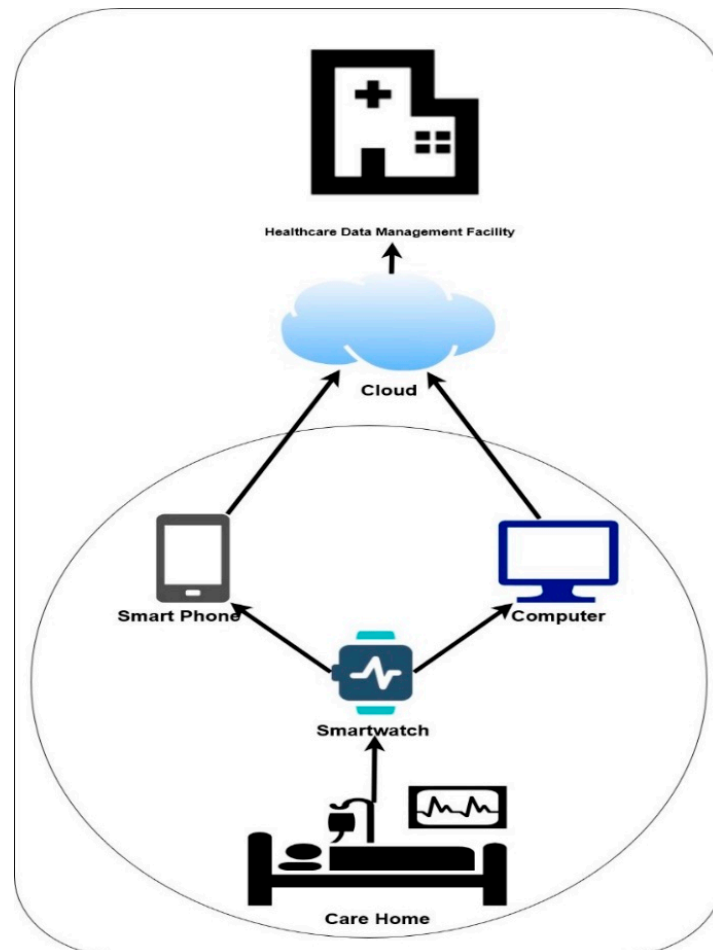 Healthcare Data Management Facility
Cloud
Smart Phone
Computer
Smartwatch
Care Home